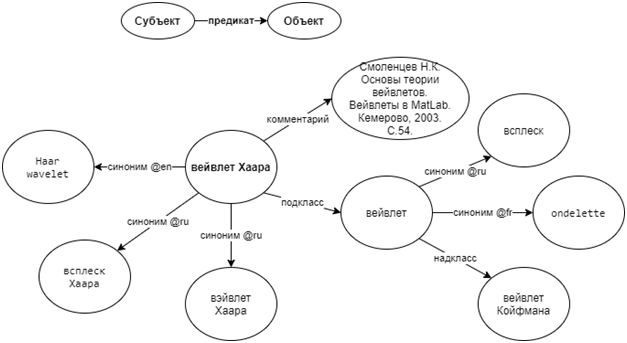 Субъект
предикат
Объект
Смоленцев Н.К.
Основы теории
вейвлетов.
Вейвлеты в MatLab.
Кемерово, 2003.
С.54.
комментарий
всплеск
Haar
wavelet
синоним @en
вейвлет Хаара
синоним @ru
подкласс
вейвлет
синоним @fr
ondelette
синоним @ru
синоним @ru
надкласс
всплеск
Хаара
вэйвлет
Хаара
вейвлет
Койфмана